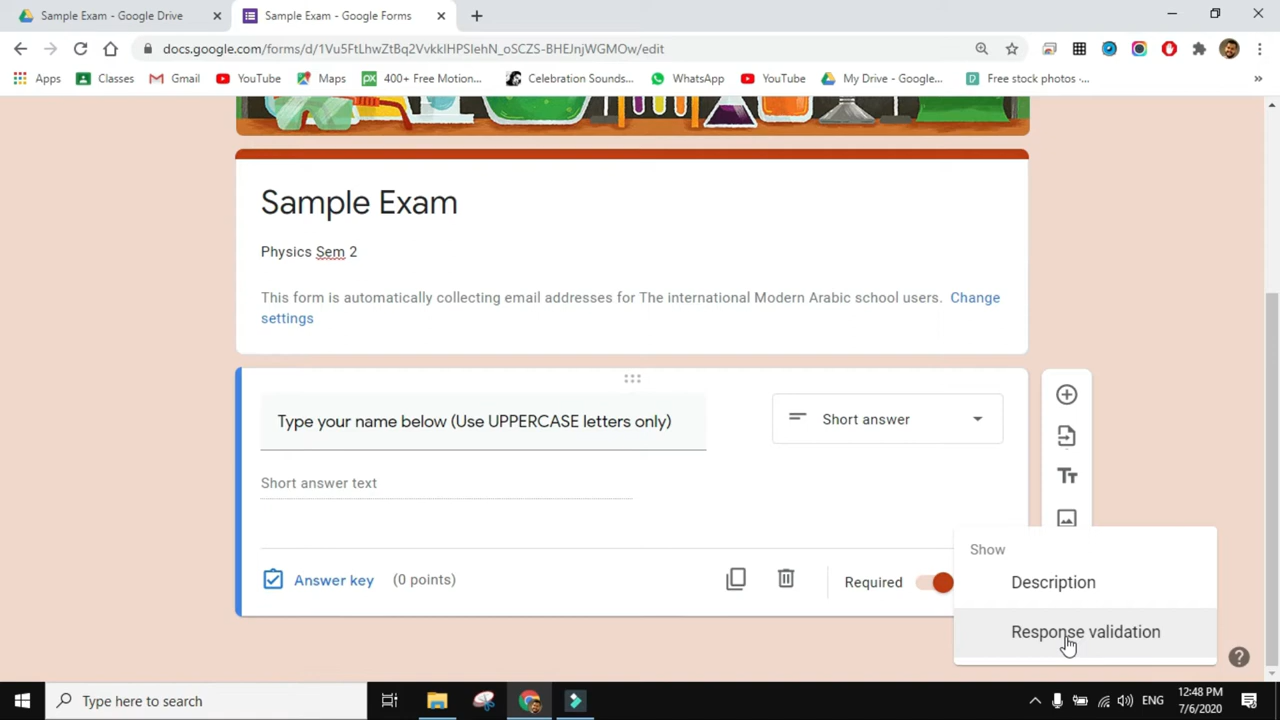 Sample Exam - Google Drive
Sample Exam - Google Forms
docs.google.com/forms/d/1Vu5FtLhwZtBq2VvkklHPSlehN_oSCZS-BHEJnjWGMOw/edit
Apps
Classes
Gmail
YouTube
Maps
400+ Free Motion...
Celebration Sounds...
WhatsApp
YouTube
My Drive - Google...
Free stock photos ·...
Sample Exam
Physics Sem 2
This form is automatically collecting email addresses for The international Modern Arabic school users. Change
settings
Type your name below (Use UPPERCASE letters only)
Short answer
Short answer text
Show
Answer key
(0 points)
Required
Description
Response validation
Type here to search
ENG
12:48 PM
7/6/2020